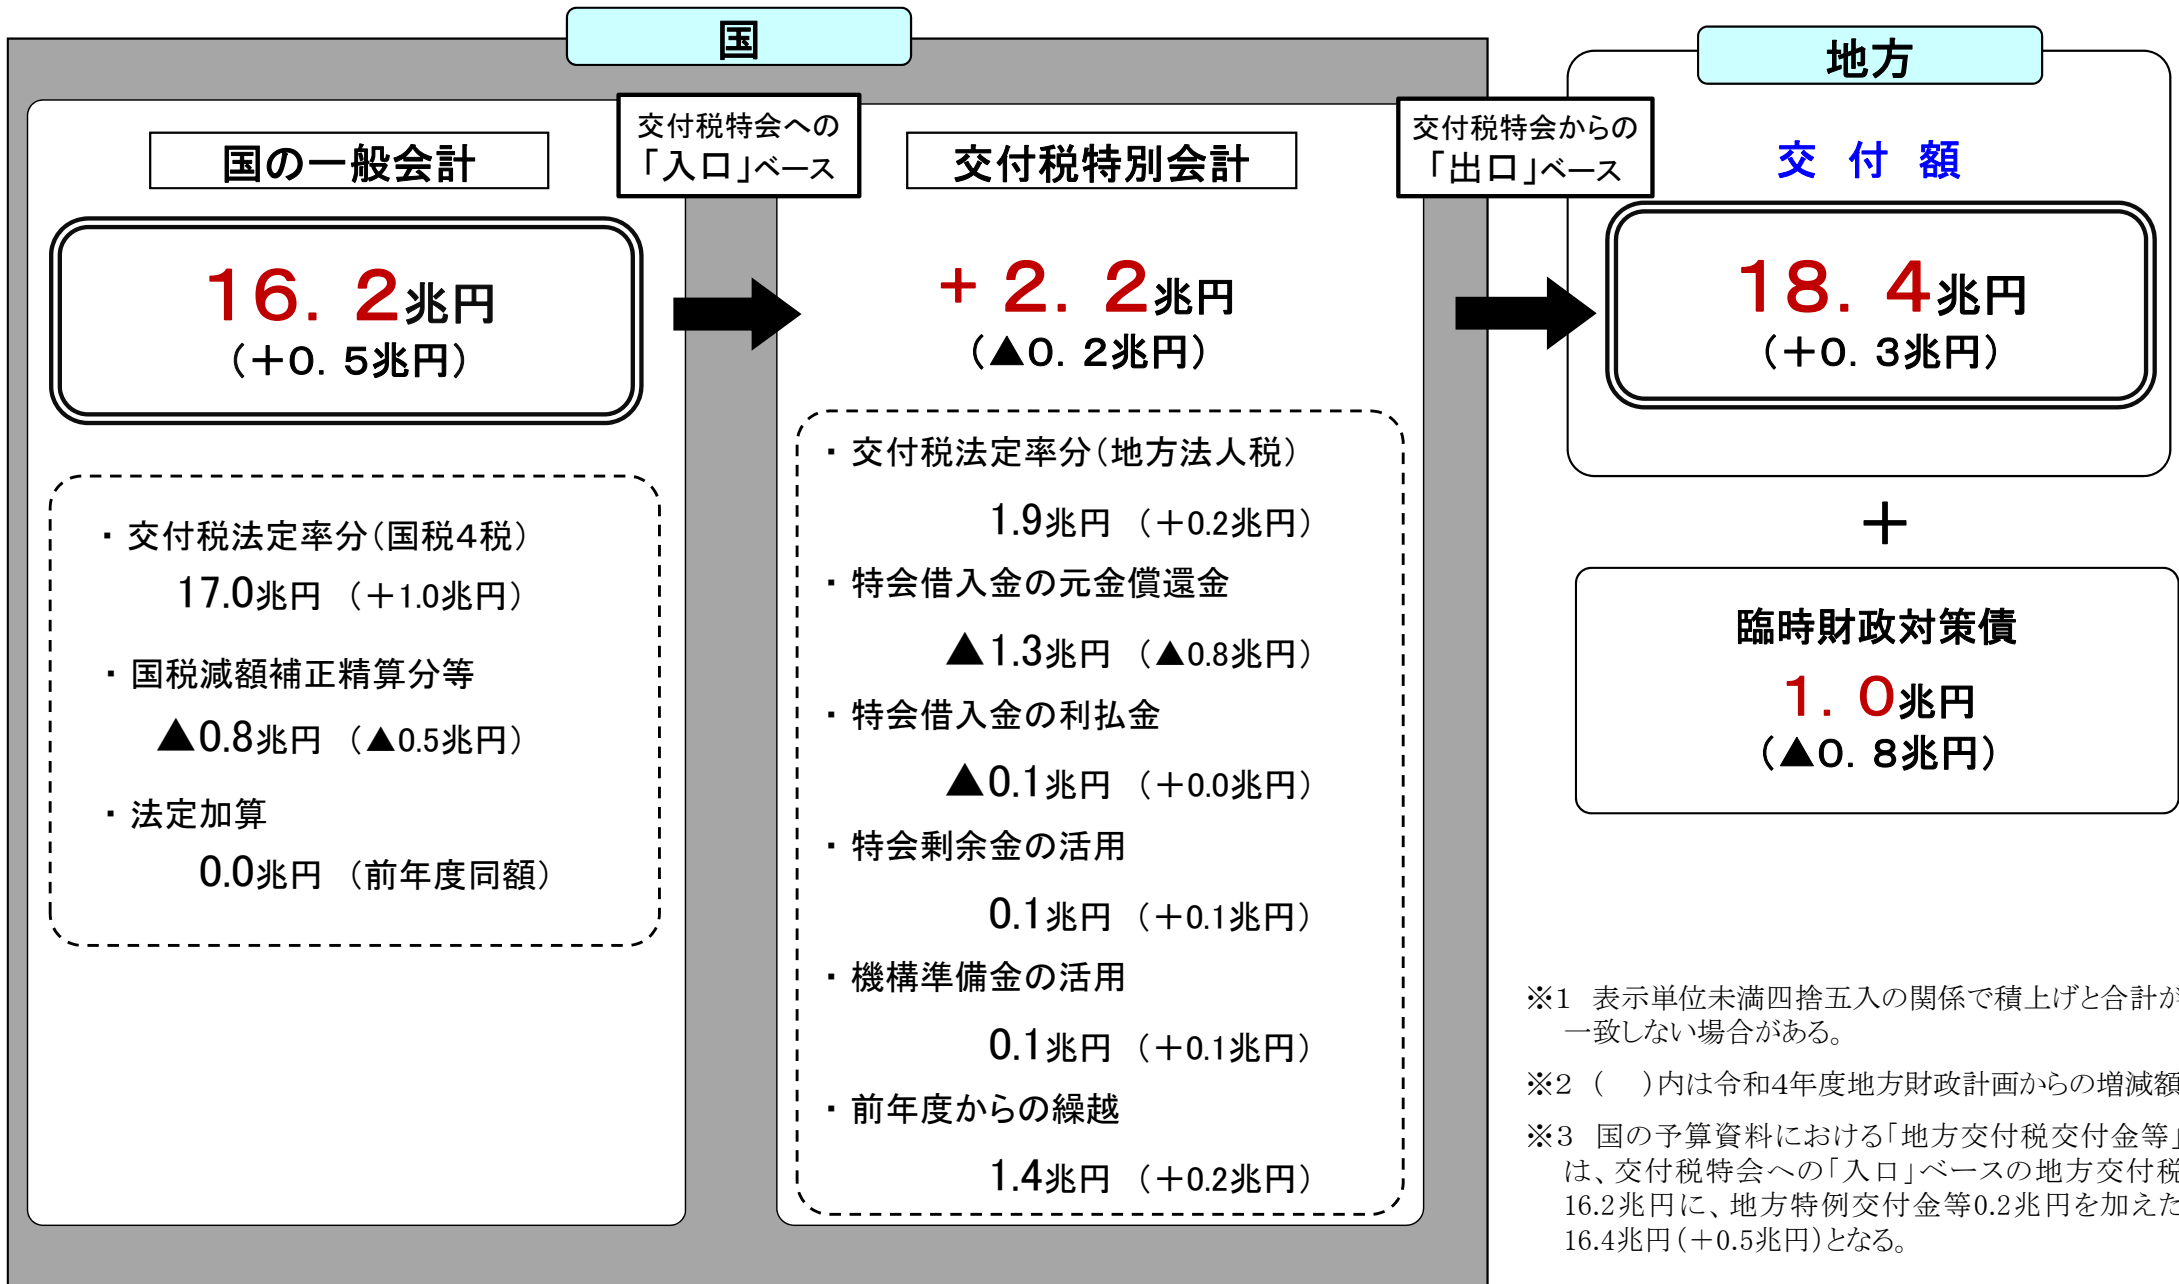 国
国の一般会計
16．2兆円
（＋0．5兆円）
・交付税法定率分（国税4税）
17.0兆円 （＋1.0兆円）
・国税減額補正精算分等
▲0.8兆円 （▲0.5兆円）
・法定加算
0.0兆円 （前年度同額）
交付税特会への
「入口」ベース
交付税特別会計
+2．2兆円
（▲0．2兆円）
・交付税法定率分（地方法人税）
1.9兆円 （＋0.2兆円）
・特会借入金の元金償還金
▲1.3兆円 （▲0.8兆円）
・特会借入金の利払金
▲0.1兆円 （＋0.0兆円）
・特会剰余金の活用
0.1兆円 （＋0.1兆円）
・機構準備金の活用
0.1兆円 （＋0.1兆円）
・前年度からの繰越
1.4兆円 （＋0.2兆円）
交付税特会からの
「出口」ベース
地方
交 付 額
18．4兆円
（＋0．3兆円）
＋
臨時財政対策債
1．0兆円
（▲0．8兆円）
※1 表示単位未満四捨五入の関係で積上げと合計が
一致しない場合がある。
※2 （ ）内は令和4年度地方財政計画からの増減額
※3 国の予算資料における「地方交付税交付金等」
は、交付税特会への「入口」ベースの地方交付税
16.2兆円に、地方特例交付金等0.2兆円を加えた
16.4兆円（＋0.5兆円）となる。